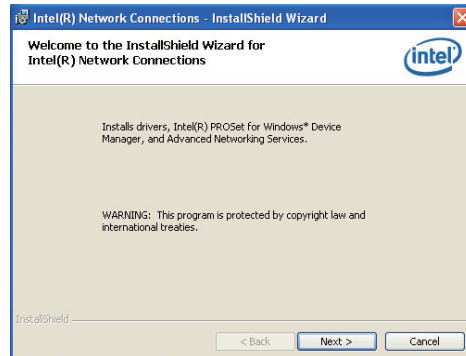 Intel(R) Network Connections - InstallShield Wizard
Welcome to the InstallShield Wizard for
Intel(R) Network Connections
intel
Installs drivers, Intel(R) PROSet for Windows* Device
Manager, and Advanced Networking Services.
WARNING: This program is protected by copyright law and
international treaties.
InstallShield
< Back
Next >
Cancel